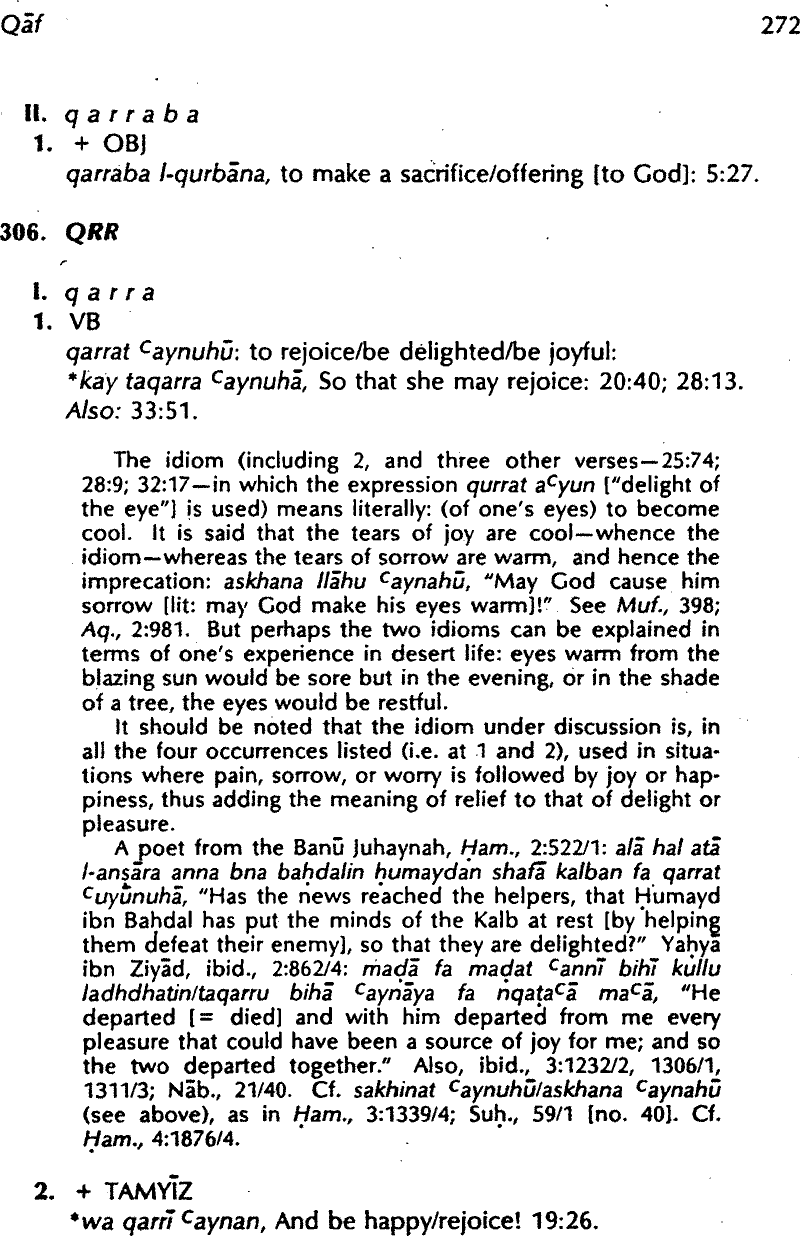 Qāf 272
II. q a r r a b a
1. + OBJ
qarraba l-qurbāna, to make a sacrifice/offering [to God]: 5:27.
306. QRR
I. q a r r a
1. VB
qarrat ᶜaynuhū: to rejoice/be delighted/be joyful:
*kay taqarra ᶜaynuhā, So that she may rejoice: 20:40; 28:13.
Also: 33:51.
The idiom (including 2, and three other verses—25:74;
28:9; 32:17—in which the expression qurrat aᶜyun ["delight of
the eye"] is used) means literally: (of one's eyes) to become
cool. It is said that the tears of joy are cool—whence the
idiom—whereas the tears of sorrow are warm, and hence the
imprecation: askhana llāhu ᶜaynahū, "May God cause him
sorrow [lit: may God make his eyes warm]!" See Muf., 398;
Aq., 2:981. But perhaps the two idioms can be explained in
terms of one's experience in desert life: eyes warm from the
blazing sun would be sore but in the evening, or in the shade
of a tree, the eyes would be restful.
It should be noted that the idiom under discussion is, in
all the four occurrences listed (i.e. at 1 and 2), used in situa-
tions where pain, sorrow, or worry is followed by joy or hap-
piness, thus adding the meaning of relief to that of delight or
pleasure.
A poet from the Banū Juhaynah, Ḥam., 2:522/1: alā hal atā
l-anṣāra anna bna baḥdalin ḥumaydan shafā kalban fa qarrat
ᶜuyūnuhā, "Has the news reached the helpers, that Ḥumayd
ibn Baḥdal has put the minds of the Kalb at rest [by helping
them defeat their enemy], so that they are delighted?" Yaḥyā
ibn Ziyād, ibid., 2:862/4: maḍā fa maḍat ᶜannī bihī kullu
ladhdhatin/taqarru bihā ᶜaynāya fa nqaṭaᶜā maᶜā, "He
departed [= died] and with him departed from me every
pleasure that could have been a source of joy for me; and so
the two departed together." Also, ibid., 3:1232/2, 1306/1,
1311/3; Nāb., 21/40. Cf. sakhinat ᶜaynuhū/askhana ᶜaynahū
(see above), as in Ḥam., 3:1339/4; Suḥ., 59/1 [no. 40]. Cf.
Ḥam., 4:1876/4.
2. + TAMYĪZ
*wa qarrī ᶜaynan, And be happy/rejoice! 19:26.